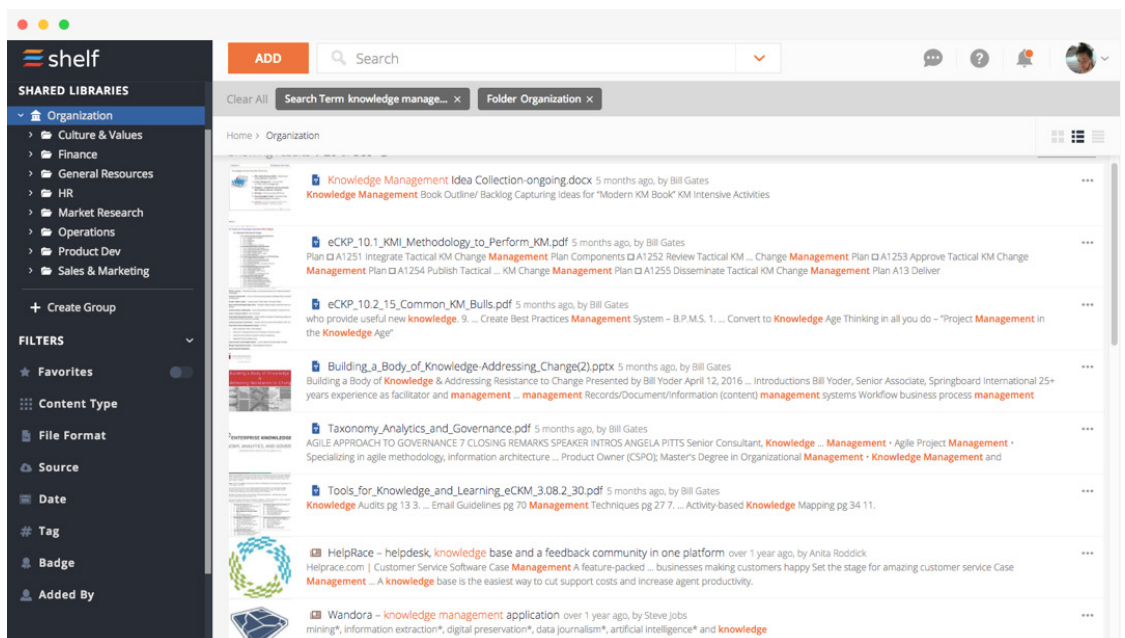 shelf
ADD
Search
SHARED LIBRARIES
Organization
Culture & Values
Finance
General Resources
HR
Market Research
Operations
Product Dev
Sales & Marketing
+ Create Group
FILTERS
Favorites
Content Type
File Format
Source
Date
# Tag
Badge
Added By
Clear All
Search Term knowledge manage... ×
Folder Organization ×
Home > Organization
Knowledge Management Idea Collection-ongoing.docx 5 months ago, by Bill Gates
Knowledge Management Book Outline/ Backlog Capturing Ideas for “Modern KM Book” KM Intensive Activities
eCKP_10.1_KMI_Methodology_to_Perform_KM.pdf 5 months ago, by Bill Gates
Plan □ A1251 Integrate Tactical KM Change Management Plan Components □ A1252 Review Tactical KM ... Change Management Plan □ A1253 Approve Tactical KM Change
Management Plan □ A1254 Publish Tactical ... KM Change Management Plan □ A1255 Disseminate Tactical KM Change Management Plan A13 Deliver
eCKP_10.2_15_Common_KM_Bulls.pdf 5 months ago, by Bill Gates
who provide useful new knowledge. 9. ... Create Best Practices Management System – B.P.M.S. 1. ... Convert to Knowledge Age Thinking in all you do – “Project Management in
the Knowledge Age”
Building_a_Body_of_Knowledge-Addressing_Change(2).pptx 5 months ago, by Bill Gates
Building a Body of Knowledge & Addressing Resistance to Change Presented by Bill Yoder April 12, 2016 ... Introductions Bill Yoder, Senior Associate, Springboard International 25+
years experience as facilitator and management ... management Records/Document/Information (content) management systems Workflow business process management
Taxonomy_Analytics_and_Governance.pdf 5 months ago, by Bill Gates
AGILE APPROACH TO GOVERNANCE 7 CLOSING REMARKS SPEAKER INTROS ANGELA PITTS Senior Consultant, Knowledge ... Management • Agile Project Management •
Specializing in agile methodology, information architecture ... Product Owner (CSPO); Master's Degree in Organizational Management • Knowledge Management and
Tools_for_Knowledge_and_Learning_eCKM_3.08.2_30.pdf 5 months ago, by Bill Gates
Knowledge Audits pg 13 3. ... Email Guidelines pg 70 Management Techniques pg 27 7. ... Activity-based Knowledge Mapping pg 34 11.
HelpRace – helpdesk, knowledge base and a feedback community in one platform over 1 year ago, by Anita Roddick
Helprace.com | Customer Service Software Case Management A feature-packed ... businesses making customers happy Set the stage for amazing customer service Case
Management ... A knowledge base is the easiest way to cut support costs and increase agent productivity.
Wandora – knowledge management application over 1 year ago, by Steve Jobs
mining*, information extraction*, digital preservation*, data journalism*, artificial intelligence* and knowledge